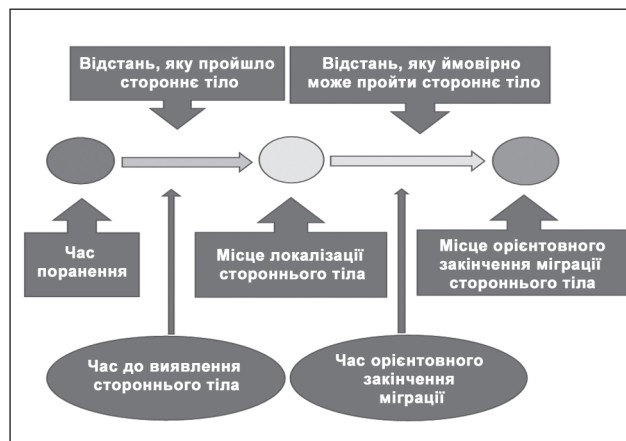 Відстань, яку пройшло
стороннє тіло
Відстань, яку ймовірно
може пройти стороннє тіло
Час
поранення
Місце локалізації
стороннього тіла
Місце орієнтовного
закінчення міграції
стороннього тіла
Час до виявлення
стороннього тіла
Час орієнтовного
закінчення
міграції